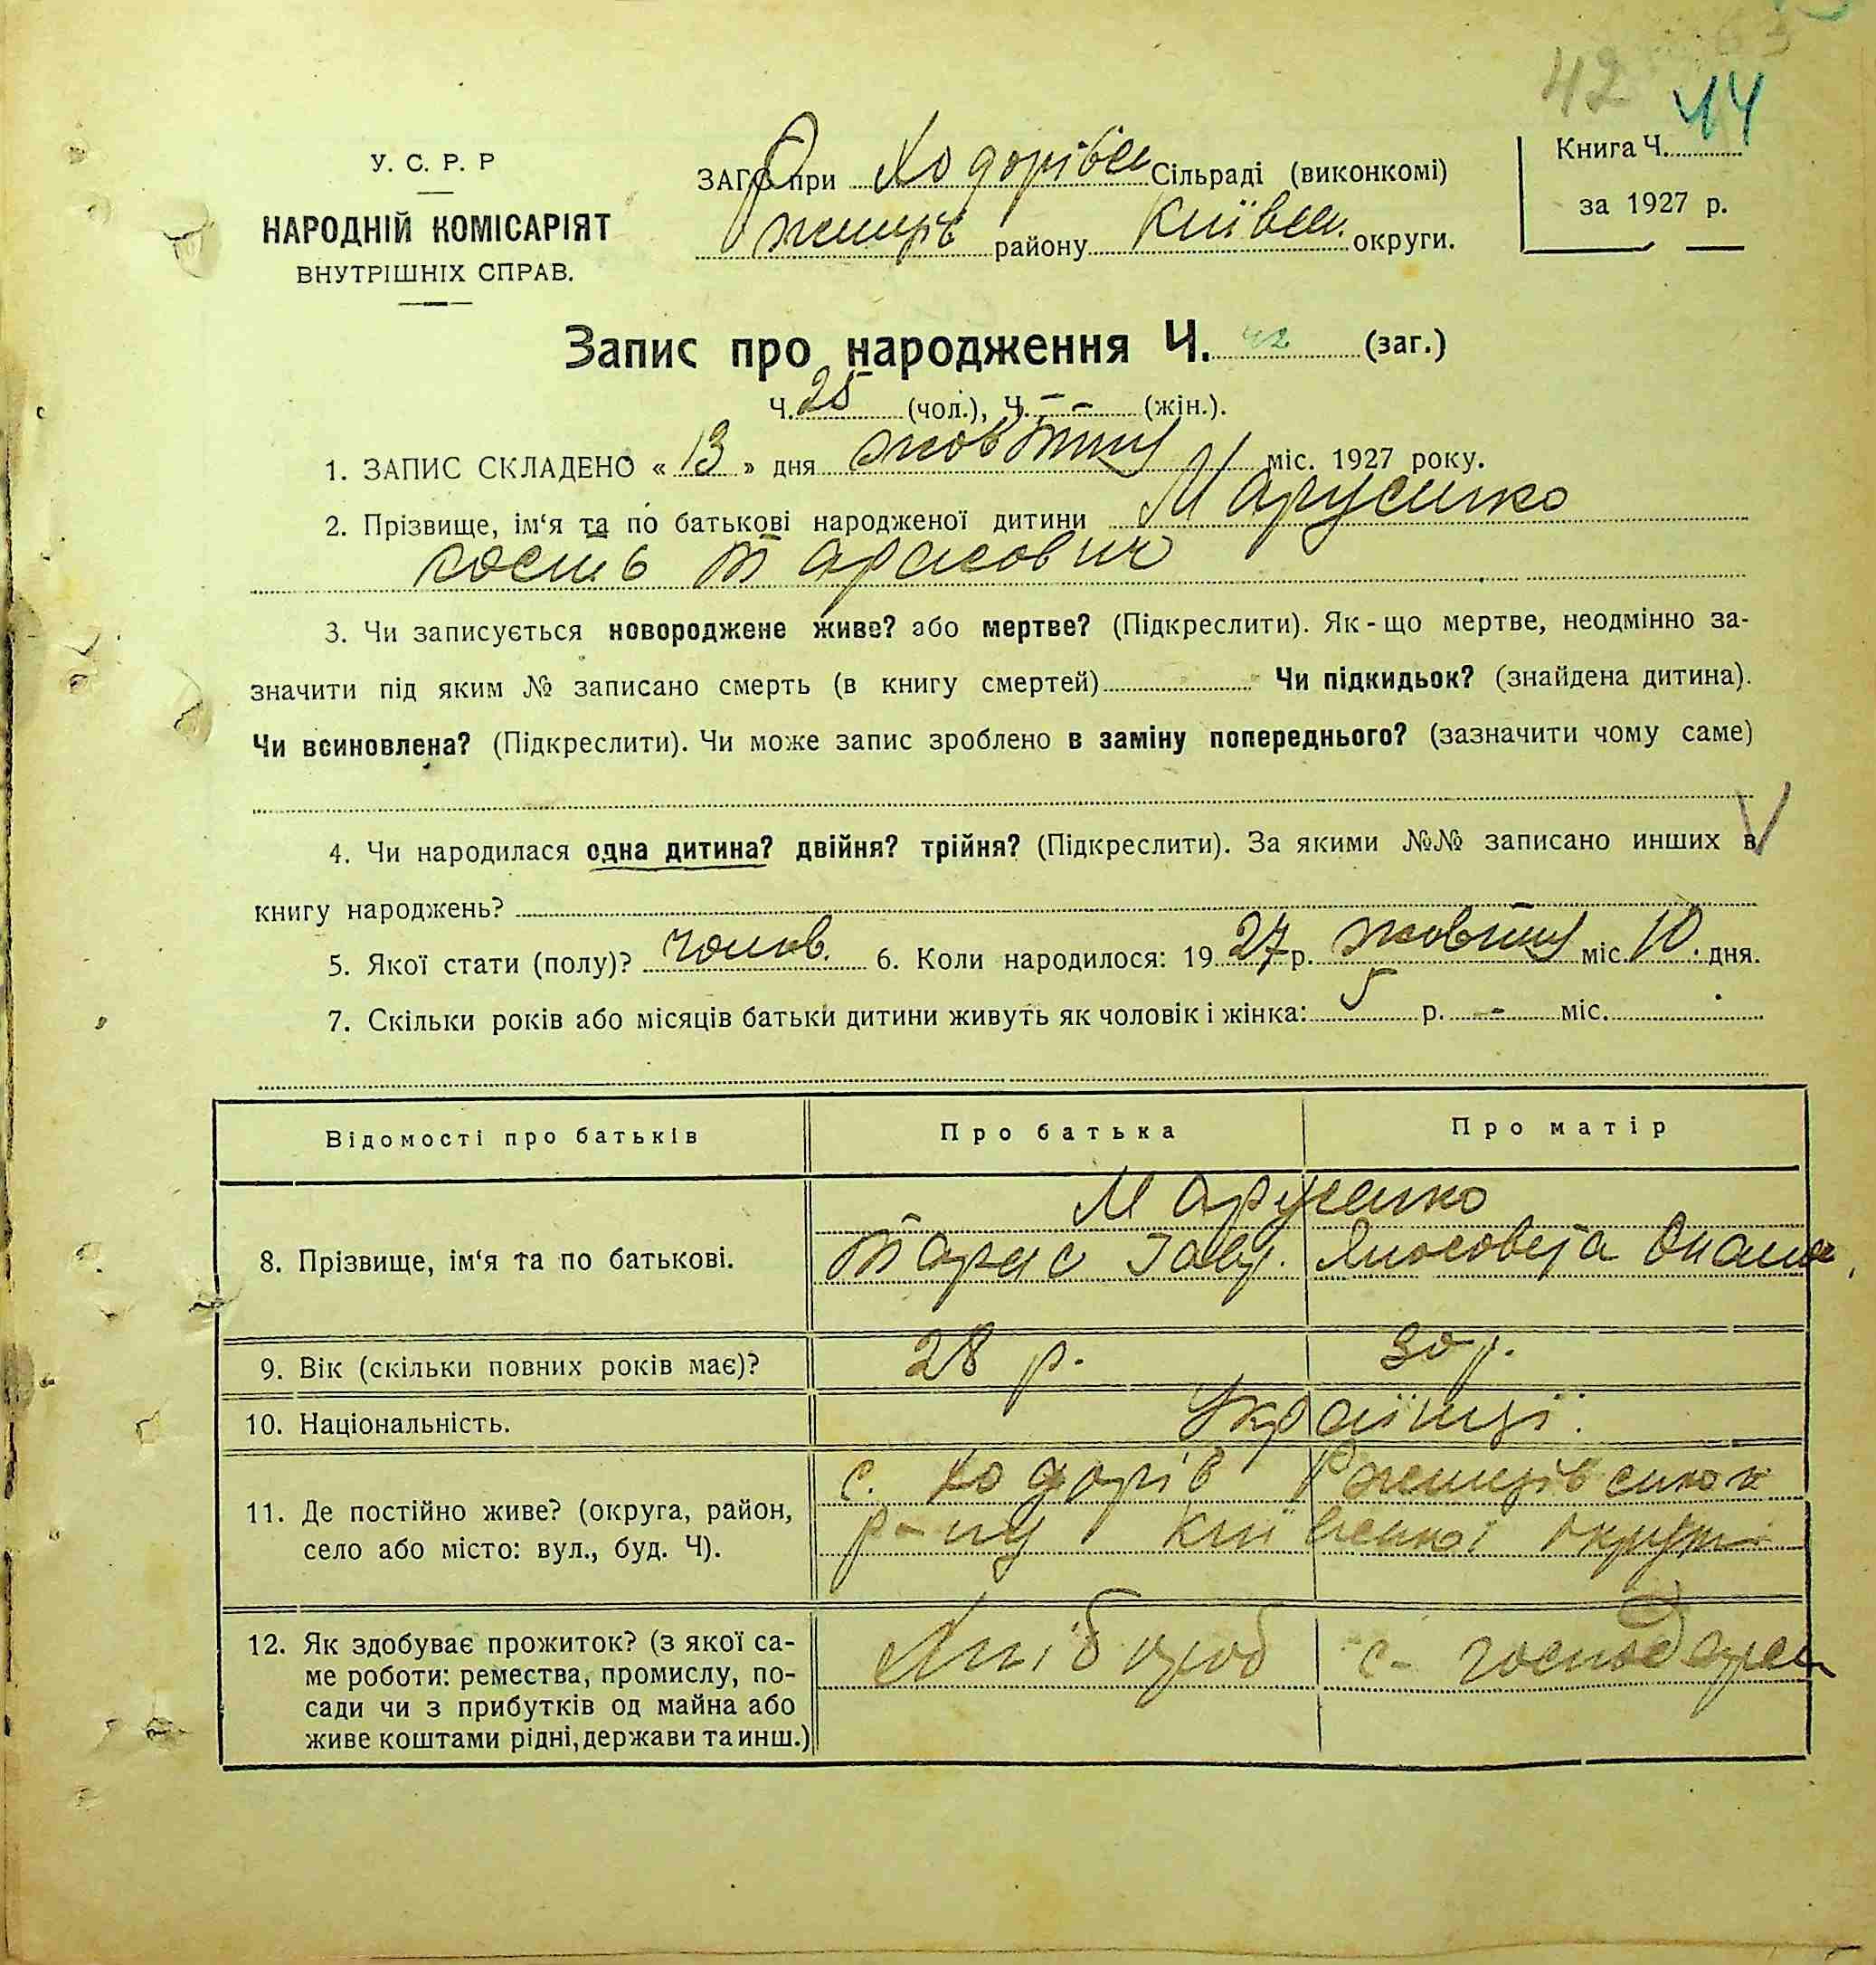 42
44
У. С. Р. Р
НАРОДНІЙ КОМІСАРІЯТ
ВНУТРІШНІХ СПРАВ.
ЗАГС при Ходорівск Сільраді (виконкомі)
Ржищів району Київськ. округи.
Книга Ч.
за 1927 р.
Запис про народження Ч. 42 (заг.)
Ч. 25 (чол.), Ч. - - (жін.).
1. ЗАПИС СКЛАДЕНО « 13 » дня жовтня міс. 1927 року.
2. Прізвище, ім'я та по батькові народженої дитини Марусенко
Тарасович
3. Чи записується новороджене живе? або мертве? (Підкреслити). Як-що мертве, неодмінно за-
значити під яким № записано смерть (в книгу смертей) Чи підкидьок? (знайдена дитина).
Чи всиновлена? (Підкреслити). Чи може запис зроблено в заміну попереднього? (зазначити чому саме)
4. Чи народилася одна дитина? двійня? трійня? (Підкреслити). За якими №№ записано инших в
книгу народжень?
5. Якої стати (полу)? чолов. 6. Коли народилося: 1927 р. жовтня міс. 10. дня.
7. Скільки років або місяців батьки дитини живуть як чоловік і жінка: 5 р. - міс.
Відомості про батьків Про батька Про матір
8. Прізвище, ім'я та по батькові. Марусенко
Тарас
9. Вік (скільки повних років має)? 28 р. 30 р.
10. Національність. Українці.
11. Де постійно живе? (округа, район,
село або місто: вул., буд. Ч).
с. Ходорів Ржищівськог
р-ну Київської округи
12. Як здобуває прожиток? (з якої са-
ме роботи: ремества, промислу, по-
сади чи з прибутків од майна або
живе коштами рідні, держави та инш.)
Хлібороб с-господарск